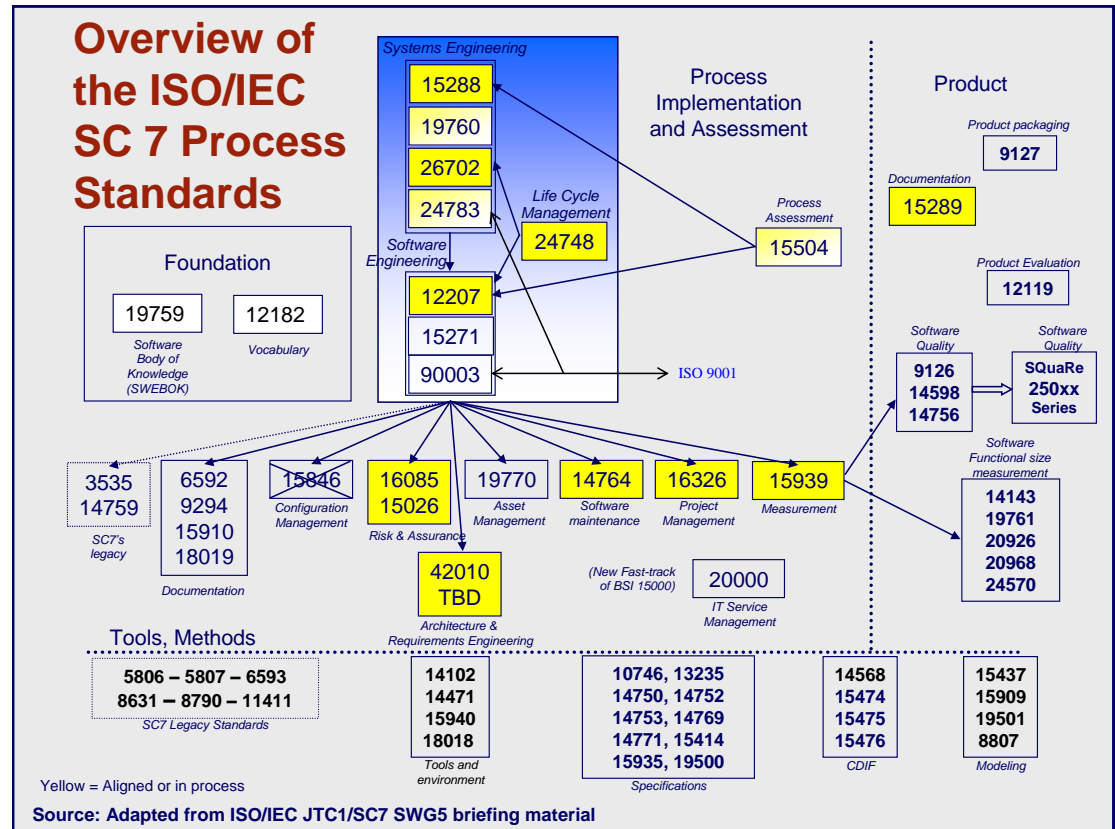 Overview of
the ISO/IEC
SC 7 Process
Standards
Systems Engineering
15288
19760
26702
24783
Life Cycle
Management
24748
Software
Engineering
12207
15271
90003
ISO 9001
Process
Implementation
and Assessment
Process
Assessment
15504
Product
Product packaging
9127
Documentation
15289
Product Evaluation
12119
Software
Quality
9126
14598
14756
Software
Quality
SQuaRe
250xx
Series
Software
Functional size
measurement
14143
19761
20926
20968
24570
Foundation
19759
Software
Body of
Knowledge
(SWEBOK)
12182
Vocabulary
3535
14759
SC7's
legacy
6592
9294
15910
18019
Documentation
15846
Configuration
Management
16085
15026
Risk & Assurance
19770
Asset
Management
14764
Software
maintenance
16326
Project
Management
15939
Measurement
42010
TBD
Architecture &
Requirements Engineering
(New Fast-track
of BSI 15000)
20000
IT Service
Management
Tools, Methods
5806 – 5807 – 6593
8631 – 8790 – 11411
SC7 Legacy Standards
14102
14471
15940
18018
Tools and
environment
10746, 13235
14750, 14752
14753, 14769
14771, 15414
15935, 19500
Specifications
14568
15474
15475
15476
CDIF
15437
15909
19501
8807
Modeling
Yellow = Aligned or in process
Source: Adapted from ISO/IEC JTC1/SC7 SWG5 briefing material